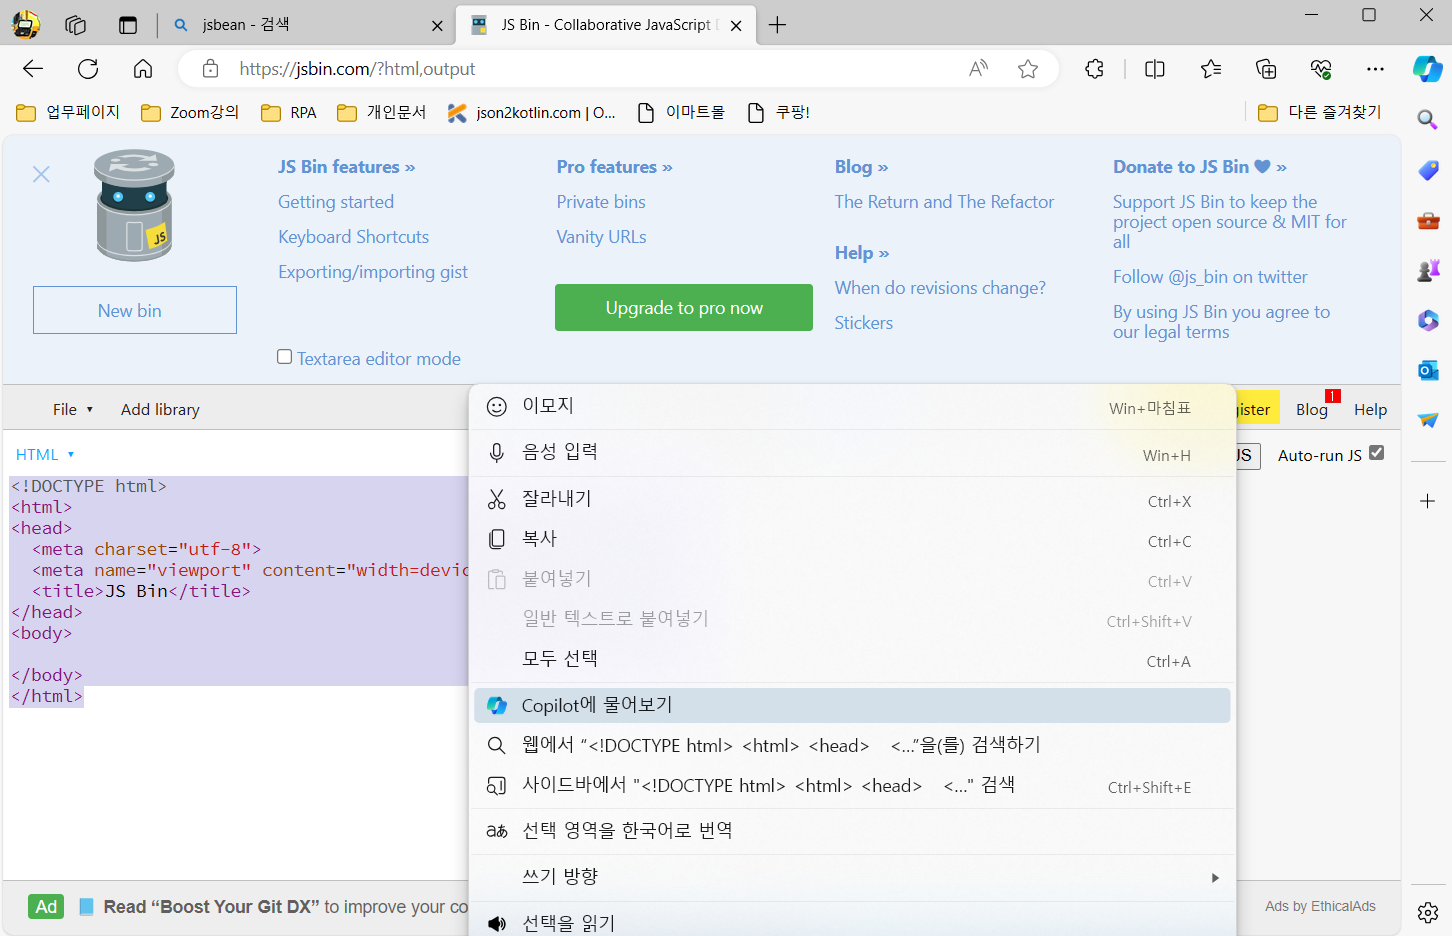 jsbean - 검색
JS Bin - Collaborative JavaScript
https://jsbin.com/?html,output
업무페이지
Zoom강의
RPA
개인문서
json2kotlin.com | O...
이마트몰
쿠팡!
다른 즐겨찾기
JS
New bin
JS Bin features »
Getting started
Keyboard Shortcuts
Exporting/importing gist
Textarea editor mode
Pro features »
Private bins
Vanity URLs
Upgrade to pro now
Blog »
The Return and The Refactor
Help »
When do revisions change?
Stickers
Donate to JS Bin ♥ »
Support JS Bin to keep the
project open source & MIT for
all
Follow @js_bin on twitter
By using JS Bin you agree to
our legal terms
File ▾
Add library
ister
Blog
1
Help
HTML ▾
JS
Auto-run JS
<!DOCTYPE html>
<html>
<head>
  <meta charset="utf-8">
  <meta name="viewport" content="width=devic
  <title>JS Bin</title>
</head>
<body>
</body>
</html>
이모지 Win+마침표
음성 입력 Win+H
잘라내기 Ctrl+X
복사 Ctrl+C
붙여넣기 Ctrl+V
일반 텍스트로 붙여넣기 Ctrl+Shift+V
모두 선택 Ctrl+A
Copilot에 물어보기
웹에서 “<!DOCTYPE html> <html> <head> <...”을(를) 검색하기
사이드바에서 "<!DOCTYPE html> <html> <head> <..." 검색 Ctrl+Shift+E
선택 영역을 한국어로 번역
쓰기 방향
선택을 읽기
Ad
Read “Boost Your Git DX” to improve your co
Ads by EthicalAds